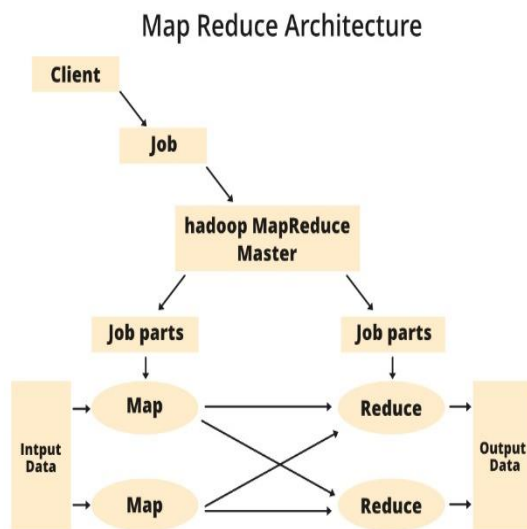 Map Reduce Architecture
Client
Job
hadoop MapReduce
Master
Job parts
Job parts
Map
Reduce
Intput
Data
Output
Data
Map
Reduce